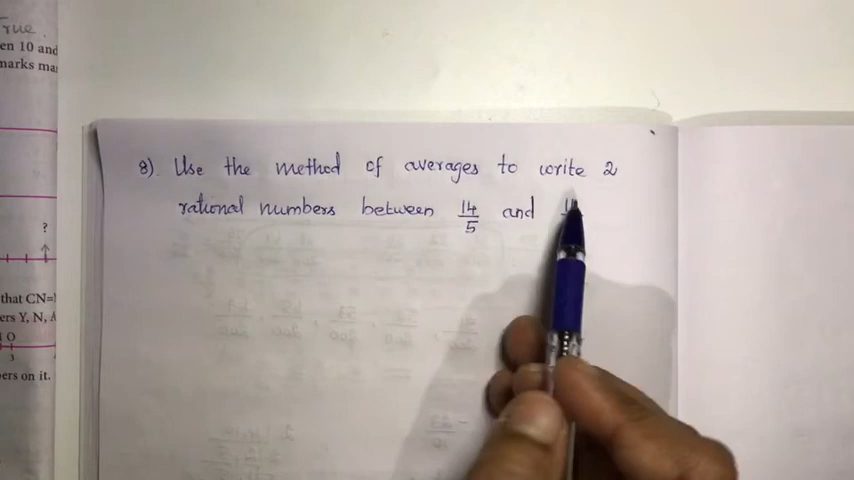 True.
en 10 and
marks ma
?
that CN=
ers Y, N, A
O
3
ers on it.
8). Use the method of averages to write 2
rational numbers between 14/5 and